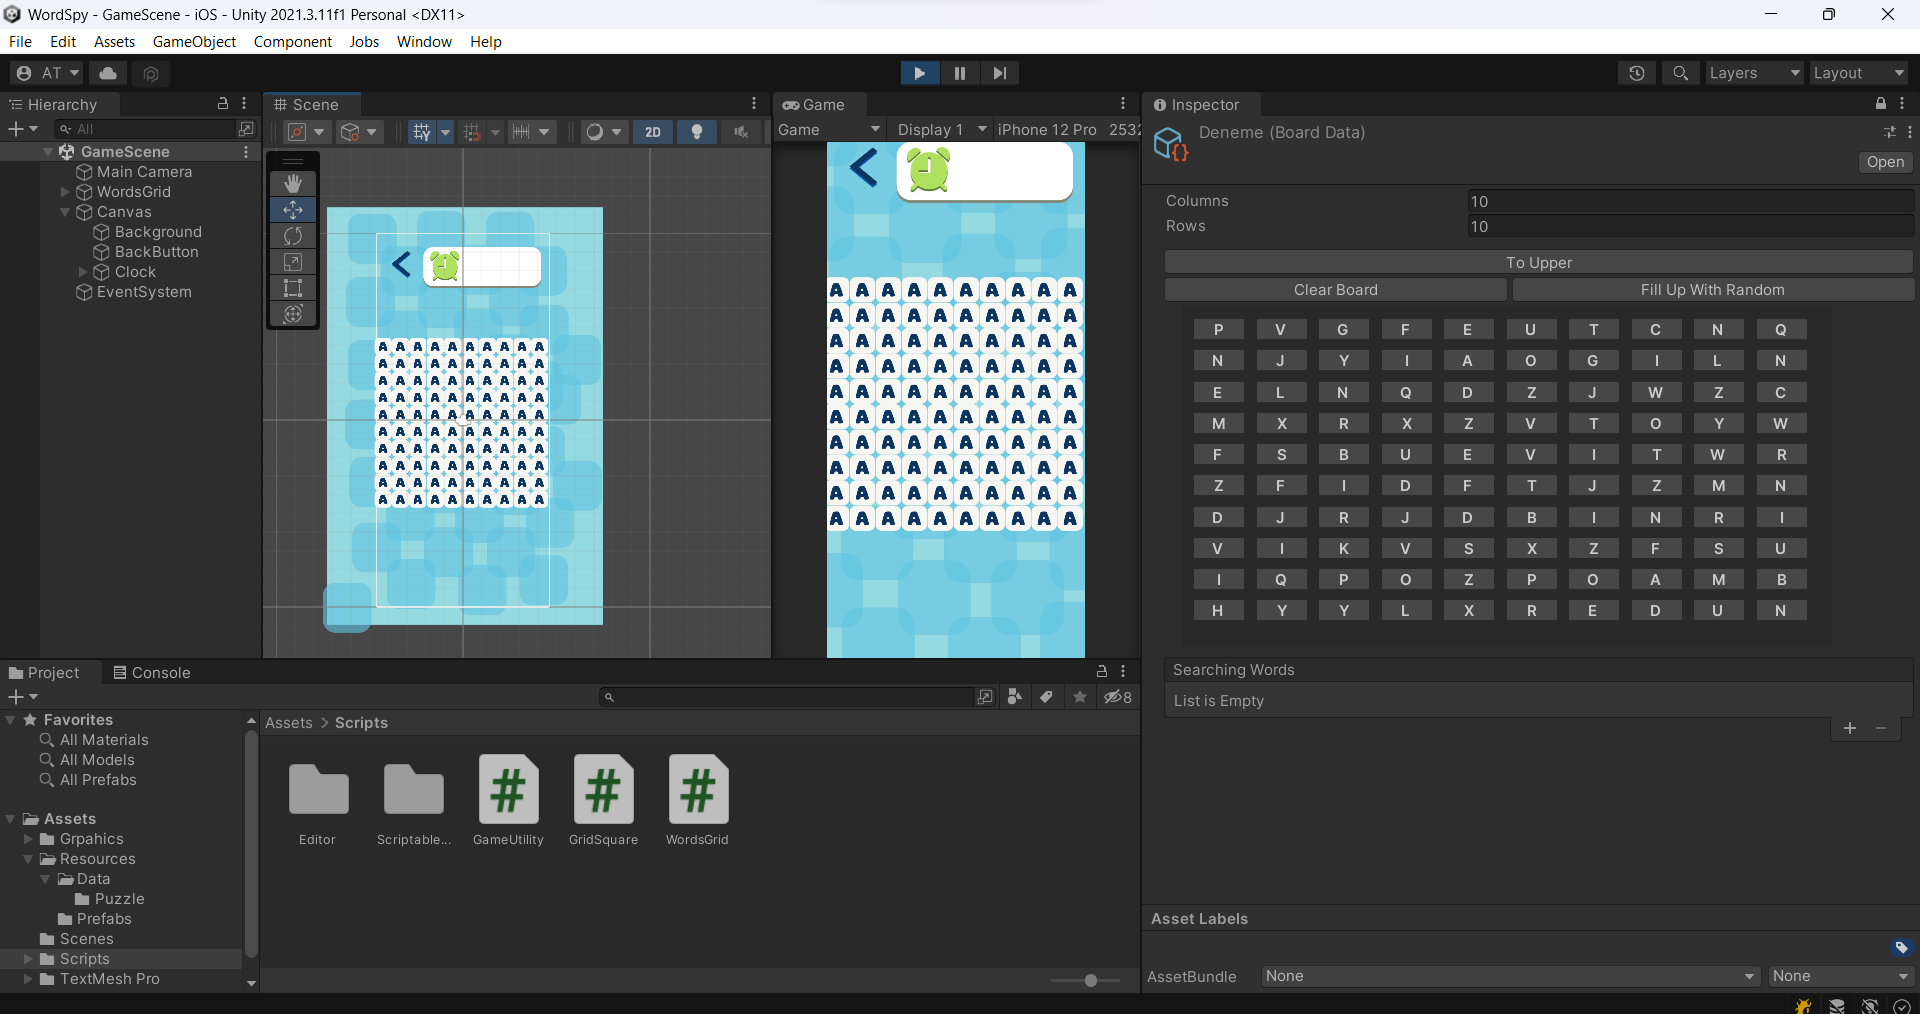 WordSpy - GameScene - iOS - Unity 2021.3.11f1 Personal <DX11>
File Edit Assets GameObject Component Jobs Window Help
AT
Layers
Layout
Hierarchy
All
GameScene
Main Camera
WordsGrid
Canvas
Background
BackButton
Clock
EventSystem
Scene
2D
A A A A A A A A A A
A A A A A A A A A A
A A A A A A A A A A
A A A A A A A A A A
A A A A A A A A A A
A A A A A A A A A A
A A A A A A A A A A
A A A A A A A A A A
A A A A A A A A A A
A A A A A A A A A A
Game
Game Display 1 iPhone 12 Pro 2532
A A A A A A A A A A
A A A A A A A A A A
A A A A A A A A A A
A A A A A A A A A A
A A A A A A A A A A
A A A A A A A A A A
A A A A A A A A A A
A A A A A A A A A A
A A A A A A A A A A
A A A A A A A A A A
Inspector
Deneme (Board Data)
Open
Columns 10
Rows 10
To Upper
Clear Board Fill Up With Random
P V G F E U T C N Q
N J Y I A O G I L N
E L N Q D Z J W Z C
M X R X Z V T O Y W
F S B U E V I T W R
Z F I D F T J Z M N
D J R J D B I N R I
V I K V S X Z F S U
I Q P O Z P O A M B
H Y Y L X R E D U N
Searching Words
List is Empty
Asset Labels
AssetBundle None None
Project Console
8
Favorites
All Materials
All Models
All Prefabs
Assets
Grpahics
Resources
Data
Puzzle
Prefabs
Scenes
Scripts
TextMesh Pro
Assets > Scripts
Editor Scriptable... GameUtility GridSquare WordsGrid